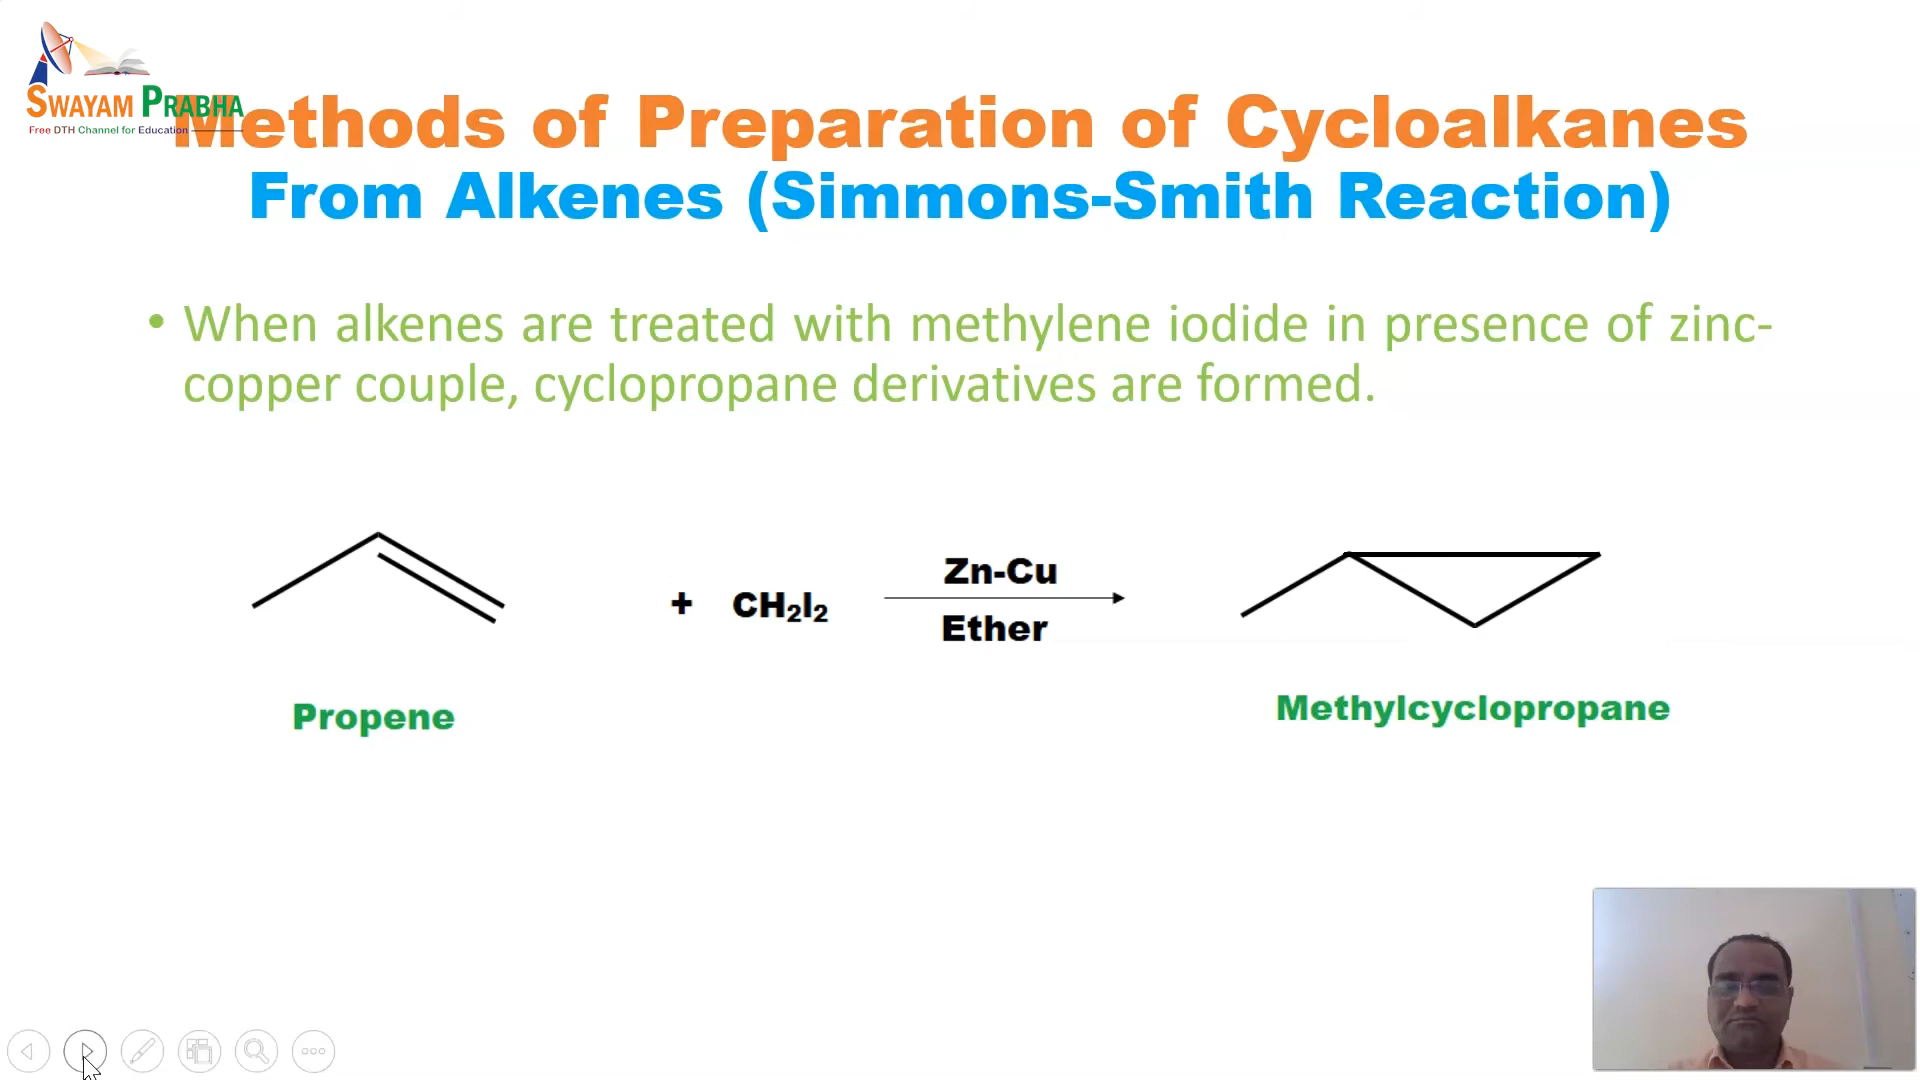 SWAYAM PRABHA
Free DTH Channel for Education
Methods of Preparation of Cycloalkanes
From Alkenes (Simmons-Smith Reaction)
• When alkenes are treated with methylene iodide in presence of zinc-
copper couple, cyclopropane derivatives are formed.
Zn-Cu
+ CH₂I₂
Ether
Propene
Methylcyclopropane